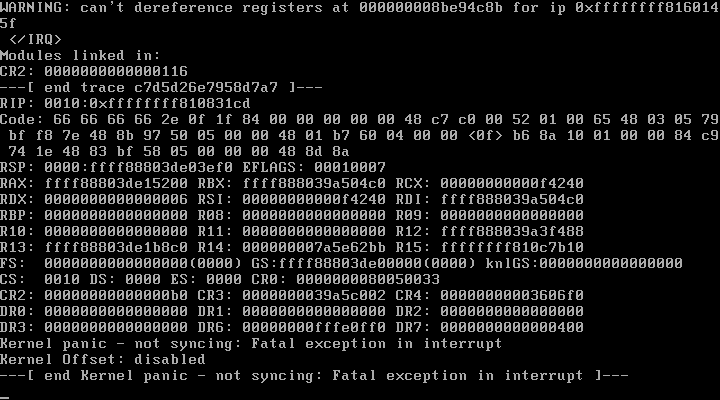 WARNING: can't dereference registers at 000000008be94c8b for ip 0xffffffff816014
5f
 </IRQ>
Modules linked in:
CR2: 0000000000000116
---[ end trace c7d5d26e7958d7a7 ]---
RIP: 0010:0xffffffff810831cd
Code: 66 66 66 66 2e 0f 1f 84 00 00 00 00 00 48 c7 c0 00 52 01 00 65 48 03 05 79
 bf f8 7e 48 8b 97 50 05 00 00 48 01 b7 60 04 00 00 <0f> b6 8a 10 01 00 00 84 c9
 74 1e 48 83 bf 58 05 00 00 00 48 8d 8a
RSP: 0000:ffff88803de03ef0 EFLAGS: 00010007
RAX: ffff88803de15200 RBX: ffff888039a504c0 RCX: 00000000000f4240
RDX: 0000000000000006 RSI: 00000000000f4240 RDI: ffff888039a504c0
RBP: 0000000000000000 R08: 0000000000000000 R09: 0000000000000000
R10: 0000000000000000 R11: 0000000000000000 R12: ffff888039a3f488
R13: ffff88803de1b8c0 R14: 000000007a5e62bb R15: ffffffff810c7b10
FS:  0000000000000000(0000) GS:ffff88803de00000(0000) knlGS:0000000000000000
CS:  0010 DS: 0000 ES: 0000 CR0: 0000000080050033
CR2: 00000000000000b0 CR3: 0000000039a5c002 CR4: 00000000003606f0
DR0: 0000000000000000 DR1: 0000000000000000 DR2: 0000000000000000
DR3: 0000000000000000 DR6: 00000000fffe0ff0 DR7: 0000000000000400
Kernel panic - not syncing: Fatal exception in interrupt
Kernel Offset: disabled
---[ end Kernel panic - not syncing: Fatal exception in interrupt ]---